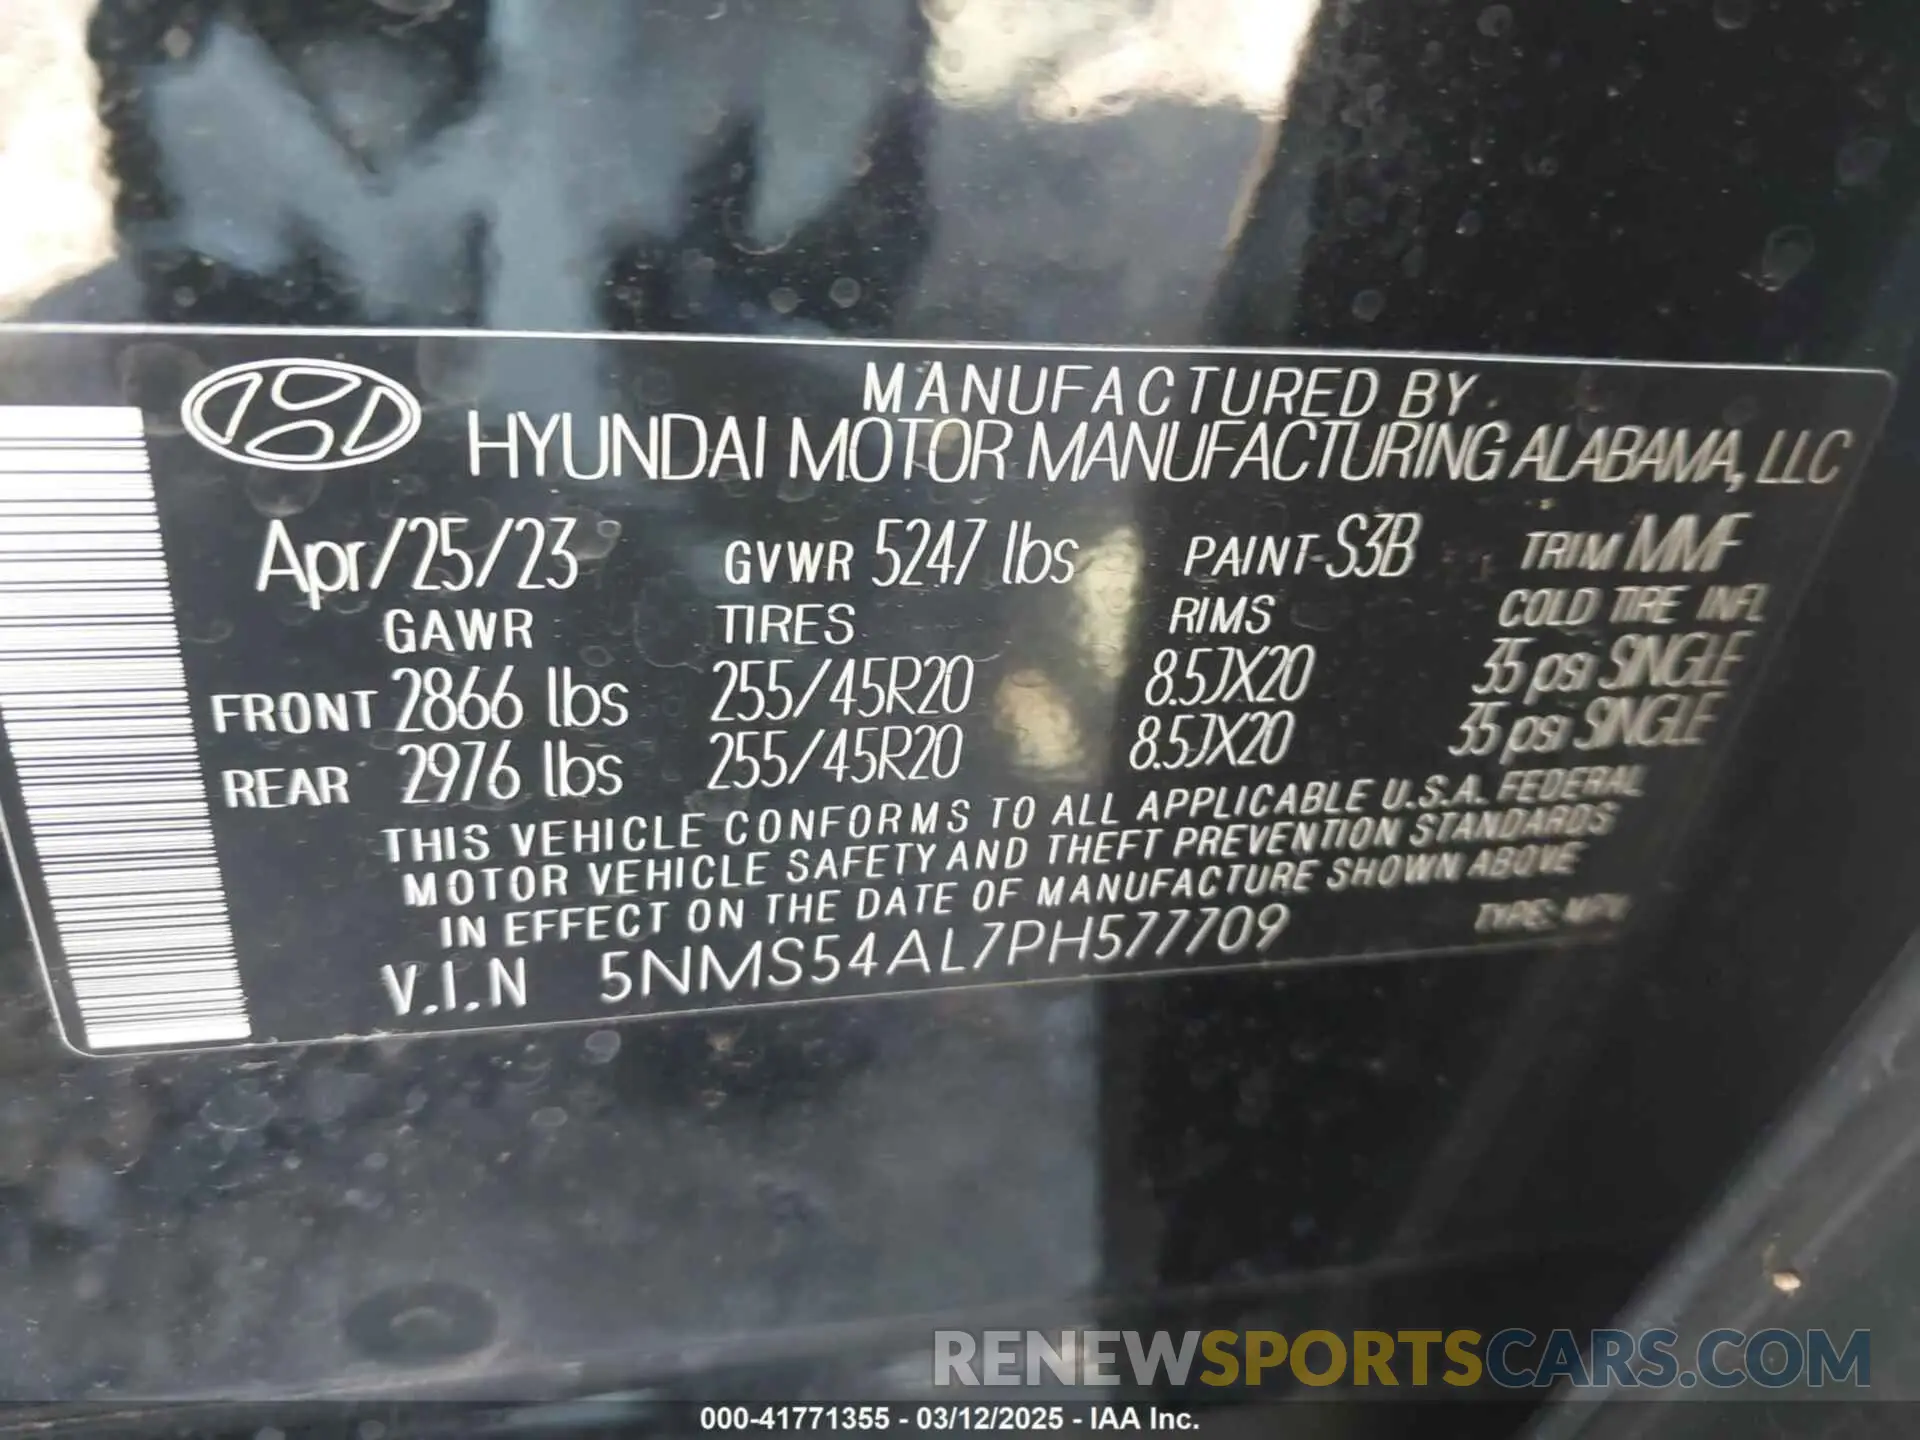 MANUFACTURED BY
HYUNDAI MOTOR MANUFACTURING ALABAMA, LLC
Apr/25/23 GVWR 5247 lbs PAINT S3B TRIM MMF
GAWR TIRES RIMS COLD TIRE INFL
FRONT 2866 lbs 255/45R20 8.5JX20 35 psi SINGLE
REAR 2976 lbs 255/45R20 8.5JX20 35 psi SINGLE
THIS VEHICLE CONFORMS TO ALL APPLICABLE U.S.A. FEDERAL
MOTOR VEHICLE SAFETY AND THEFT PREVENTION STANDARDS
IN EFFECT ON THE DATE OF MANUFACTURE SHOWN ABOVE
V.I.N 5NMS54AL7PH577709 TYPE: MPV
RENEWSPORTSCARS.COM
000-41771355 - 03/12/2025 - IAA Inc.